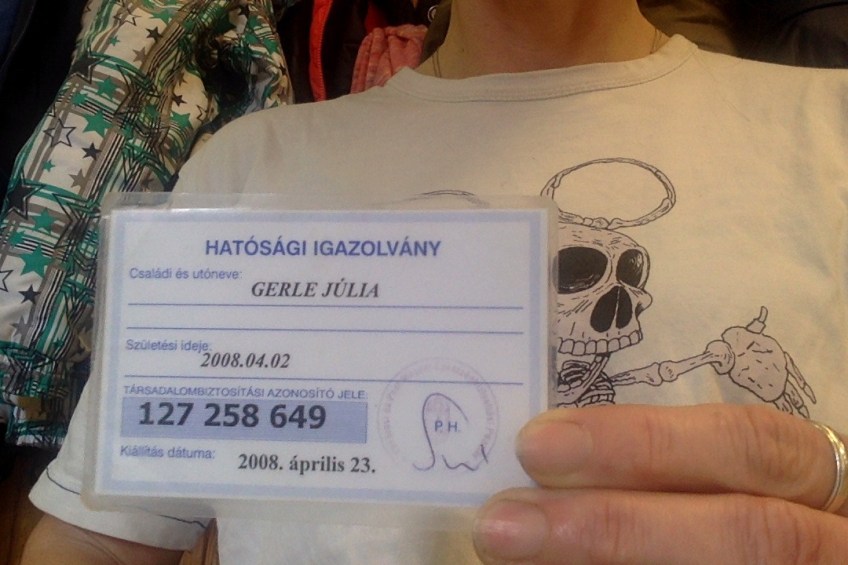 HATÓSÁGI IGAZOLVÁNY
Családi és utóneve:
GERLE JÚLIA
Születési ideje:
2008.04.02
TÁRSADALOMBIZTOSÍTÁSI AZONOSÍTÓ JELE:
127 258 649
P.H.
Kiállítás dátuma:
2008. április 23.